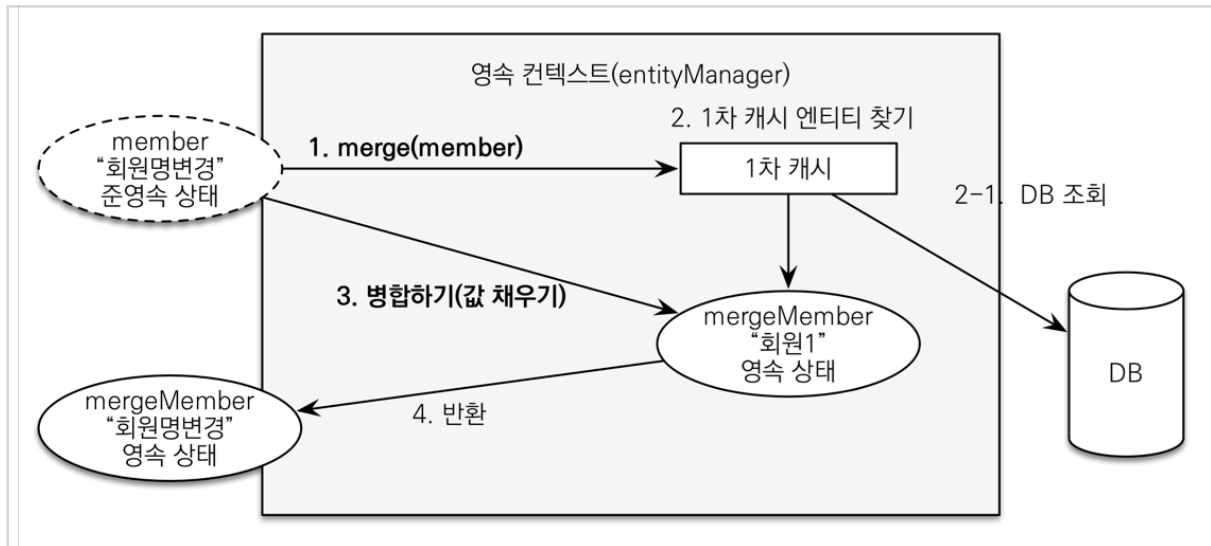 영속 컨텍스트(entityManager)
member
“회원명변경”
준영속 상태
1. merge(member)
2. 1차 캐시 엔티티 찾기
1차 캐시
2-1. DB 조회
3. 병합하기(값 채우기)
mergeMember
“회원1”
영속 상태
DB
mergeMember
“회원명변경”
영속 상태
4. 반환